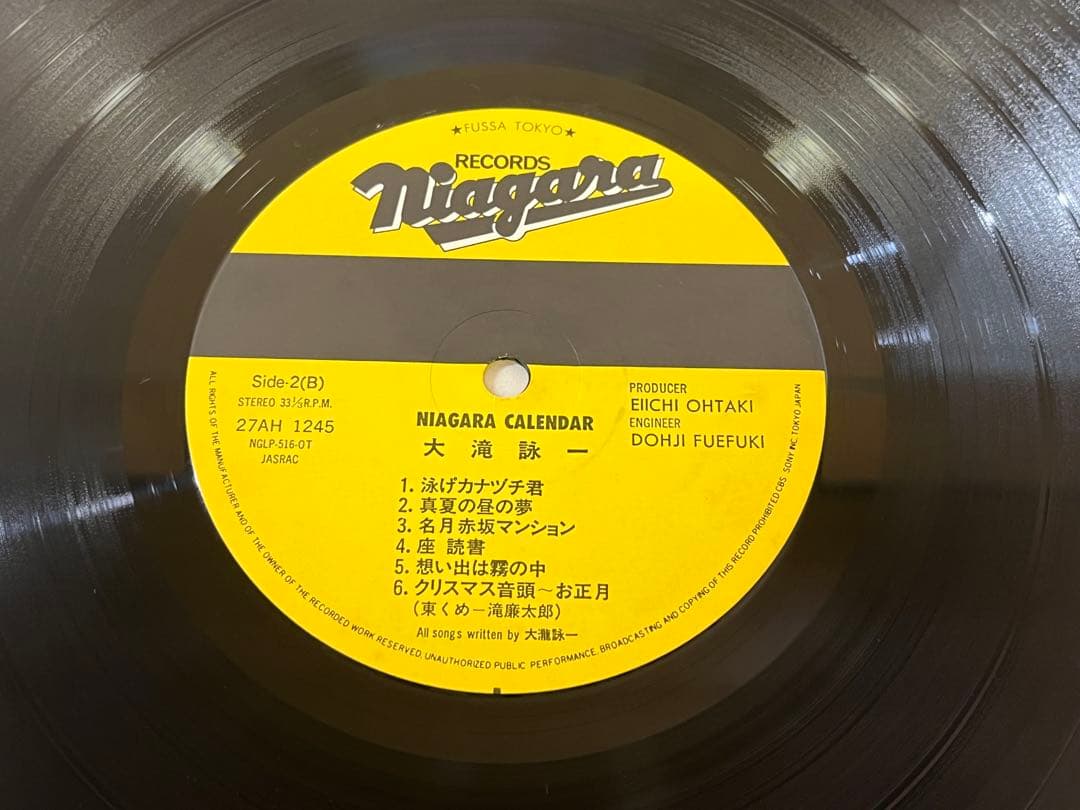 ★FUSSA TOKYO★
RECORDS
Niagara
Side-2(B)
STEREO 33⅓R.P.M.
27AH 1245
NGLP-516-OT
JASRAC
PRODUCER
EIICHI OHTAKI
ENGINEER
DOHJI FUEFUKI
NIAGARA CALENDAR
大滝詠一
1. 泳げカナヅチ君
2. 真夏の昼の夢
3. 名月赤坂マンション
4. 座 読書
5. 想い出は霧の中
6. クリスマス音頭～お正月
(東くめー滝廉太郎)
All songs written by 大瀧詠一
ALL RIGHTS OF THE MANUFACTURER AND OF THE OWNER OF THE RECORDED WORK RESERVED. UNAUTHORIZED PUBLIC PERFORMANCE, BROADCASTING AND COPYING OF THIS RECORD PROHIBITED CBS SONY INC. TOKYO JAPAN